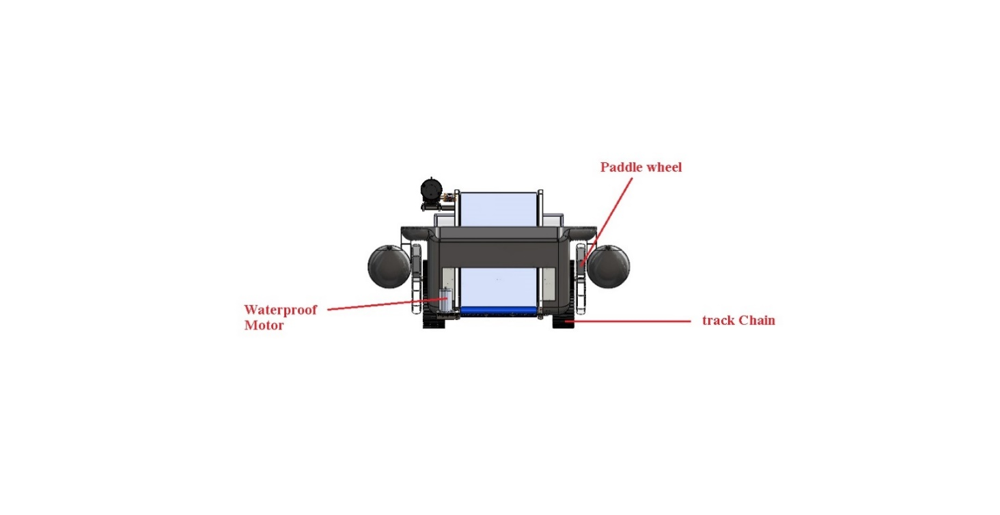 Paddle wheel
Waterproof
Motor
track Chain